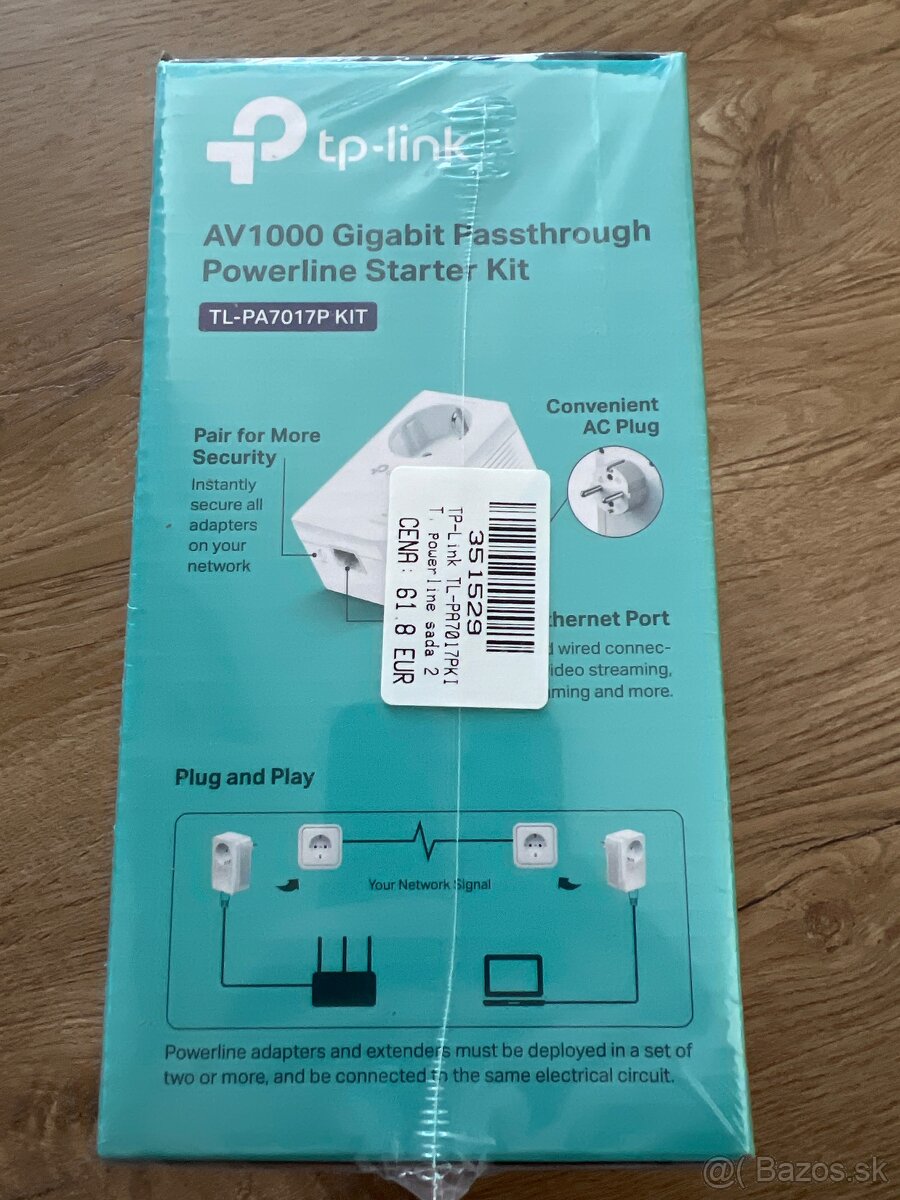 tp-link
AV1000 Gigabit Passthrough
Powerline Starter Kit
TL-PA7017P KIT
Convenient
AC Plug
Pair for More
Security
Instantly
secure all
adapters
on your
network
351529
TP-Link TL-PA7017PKI
T, powerline sada 2
CENA: 61.8 EUR
thernet Port
wired connec-
ideo streaming,
ming and more.
Plug and Play
Your Network Signal
Powerline adapters and extenders must be deployed in a set of
two or more, and be connected to the same electrical circuit.
@( Bazos.sk